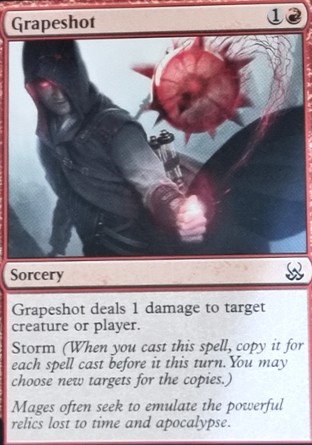 Grapeshot 1
Sorcery
Grapeshot deals 1 damage to target
creature or player.
Storm (When you cast this spell, copy it for
each spell cast before it this turn. You may
choose new targets for the copies.)
Mages often seek to emulate the powerful
relics lost to time and apocalypse.